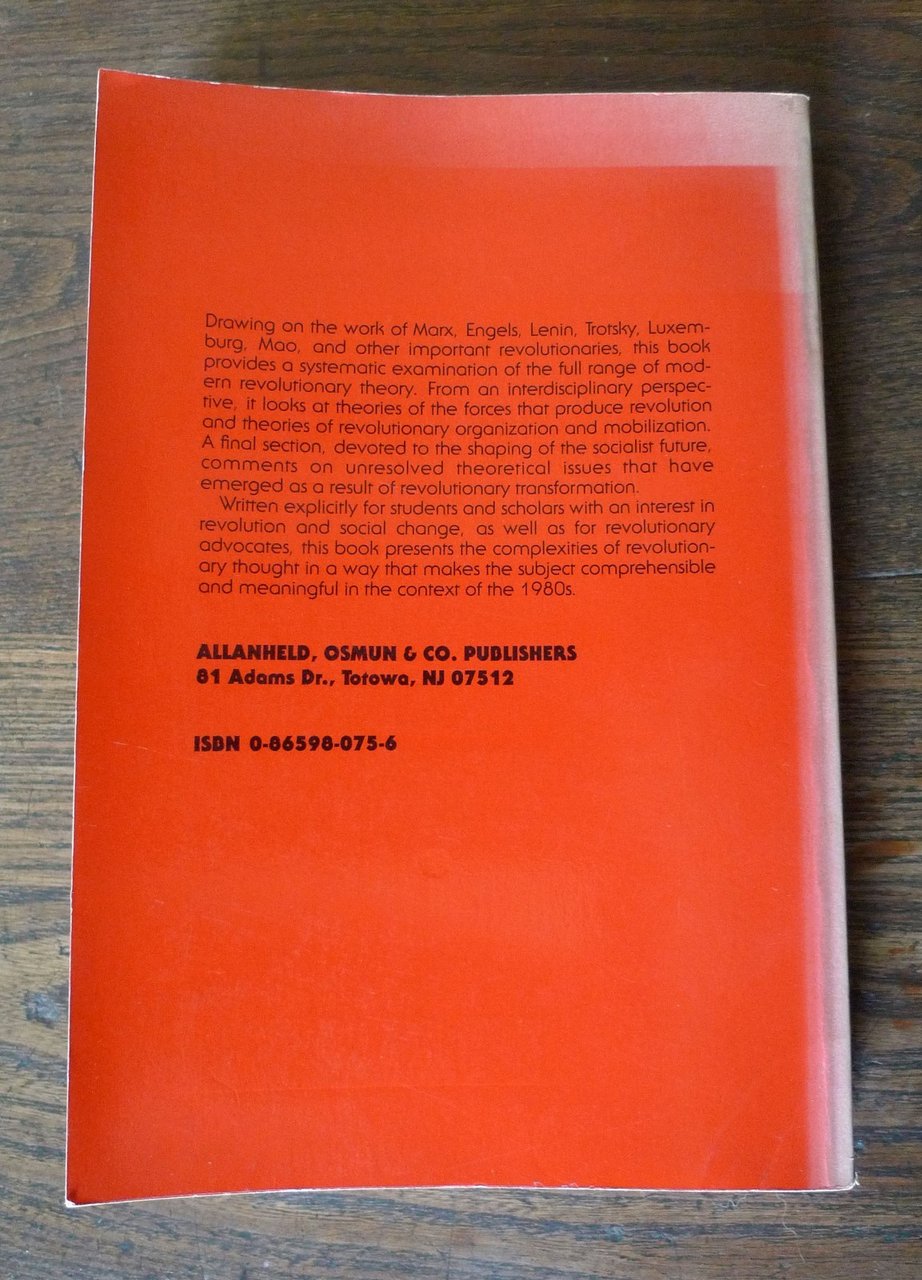 Drawing on the work of Marx, Engels, Lenin, Trotsky, Luxem-
burg, Mao, and other important revolutionaries, this book
provides a systematic examination of the full range of mod-
ern revolutionary theory. From an interdisciplinary perspec-
tive, it looks at theories of the forces that produce revolution
and theories of revolutionary organization and mobilization.
A final section, devoted to the shaping of the socialist future,
comments on unresolved theoretical issues that have
emerged as a result of revolutionary transformation.
Written explicitly for students and scholars with an interest in
revolution and social change, as well as for revolutionary
advocates, this book presents the complexities of revolution-
ary thought in a way that makes the subject comprehensible
and meaningful in the context of the 1980s.
ALLANHELD, OSMUN & CO. PUBLISHERS
81 Adams Dr., Totowa, NJ 07512
ISBN 0-86598-075-6